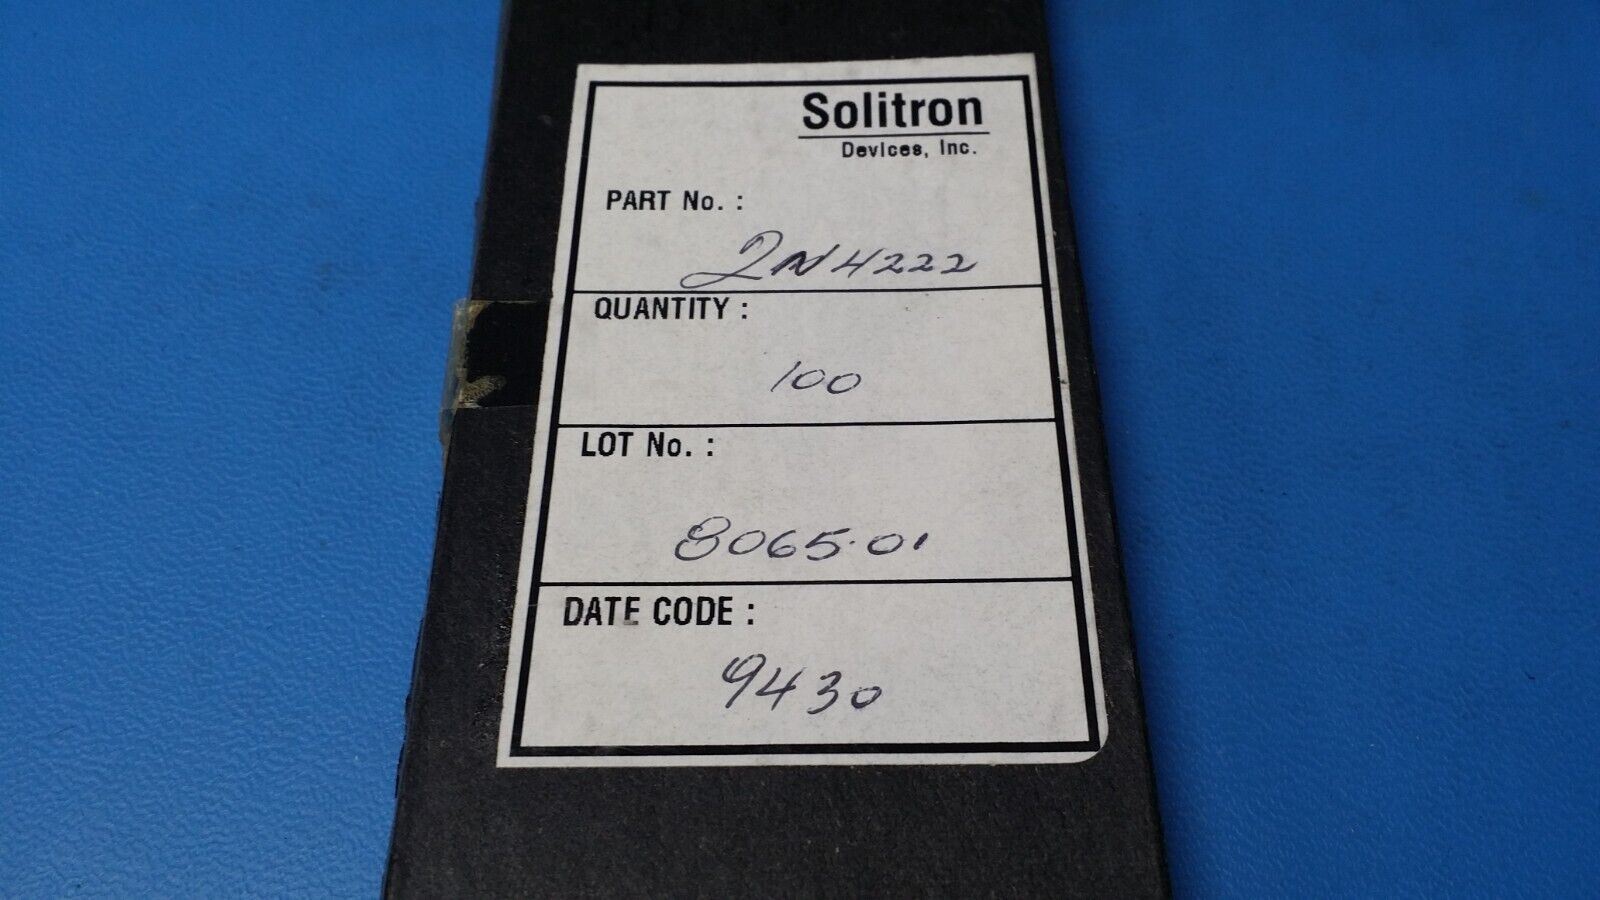 Solitron
Devices, Inc.
PART No. :
2N4222
QUANTITY :
100
LOT No. :
8065.01
DATE CODE :
9430